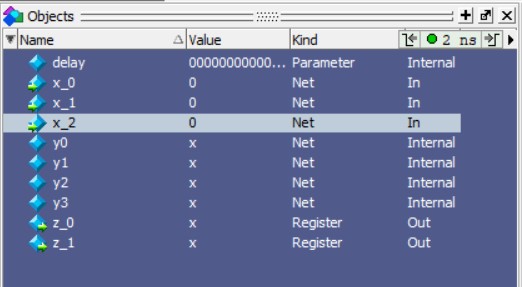 Objects
Name Value Kind 2 ns
delay 00000000000... Parameter Internal
x_0 0 Net In
x_1 0 Net In
x_2 0 Net In
y0 x Net Internal
y1 x Net Internal
y2 x Net Internal
y3 x Net Internal
z_0 x Register Out
z_1 x Register Out